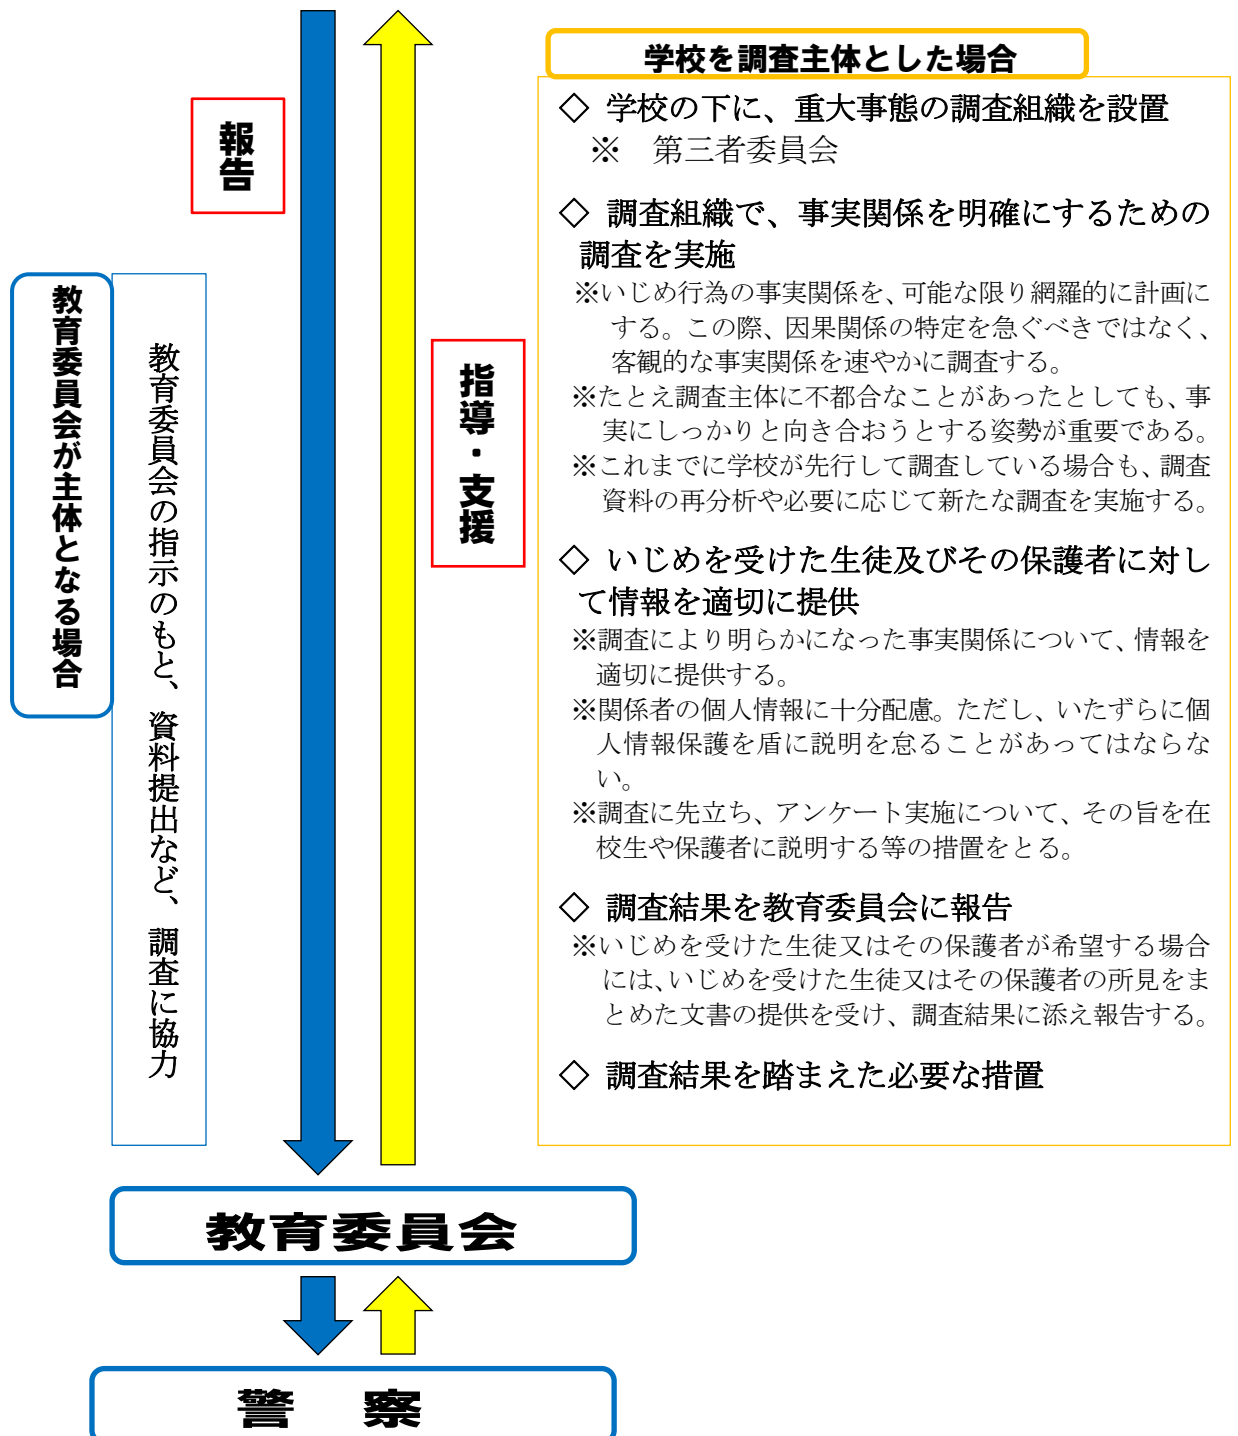 報告
教育委員会が主体となる場合
教育委員会の指示のもと、資料提出など、調査に協力
指導・支援
学校を調査主体とした場合
◇ 学校の下に、重大事態の調査組織を設置
※ 第三者委員会
◇ 調査組織で、事実関係を明確にするための
調査を実施
※いじめ行為の事実関係を、可能な限り網羅的に計画に
する。この際、因果関係の特定を急ぐべきではなく、
客観的な事実関係を速やかに調査する。
※たとえ調査主体に不都合なことがあったとしても、事
実にしっかりと向き合おうとする姿勢が重要である。
※これまでに学校が先行して調査している場合も、調査
資料の再分析や必要に応じて新たな調査を実施する。
◇ いじめを受けた生徒及びその保護者に対し
て情報を適切に提供
※調査により明らかになった事実関係について、情報を
適切に提供する。
※関係者の個人情報に十分配慮。ただし、いたずらに個
人情報保護を盾に説明を怠ることがあってはならな
い。
※調査に先立ち、アンケート実施について、その旨を在
校生や保護者に説明する等の措置をとる。
◇ 調査結果を教育委員会に報告
※いじめを受けた生徒又はその保護者が希望する場合
には、いじめを受けた生徒又はその保護者の所見をま
とめた文書の提供を受け、調査結果に添え報告する。
◇ 調査結果を踏まえた必要な措置
教育委員会
警 察